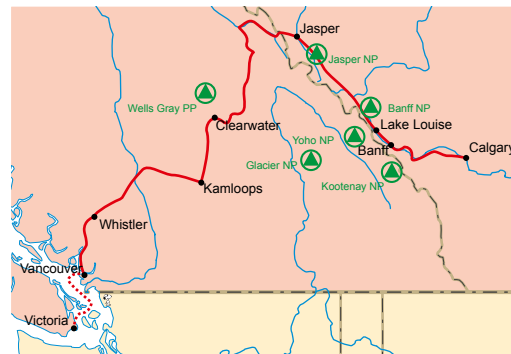 Jasper
Jasper NP
Wells Gray PP
Banff NP
Clearwater
Lake Louise
Yoho NP
Banff
Calgary
Glacier NP
Kootenay NP
Kamloops
Whistler
Vancouver
Victoria